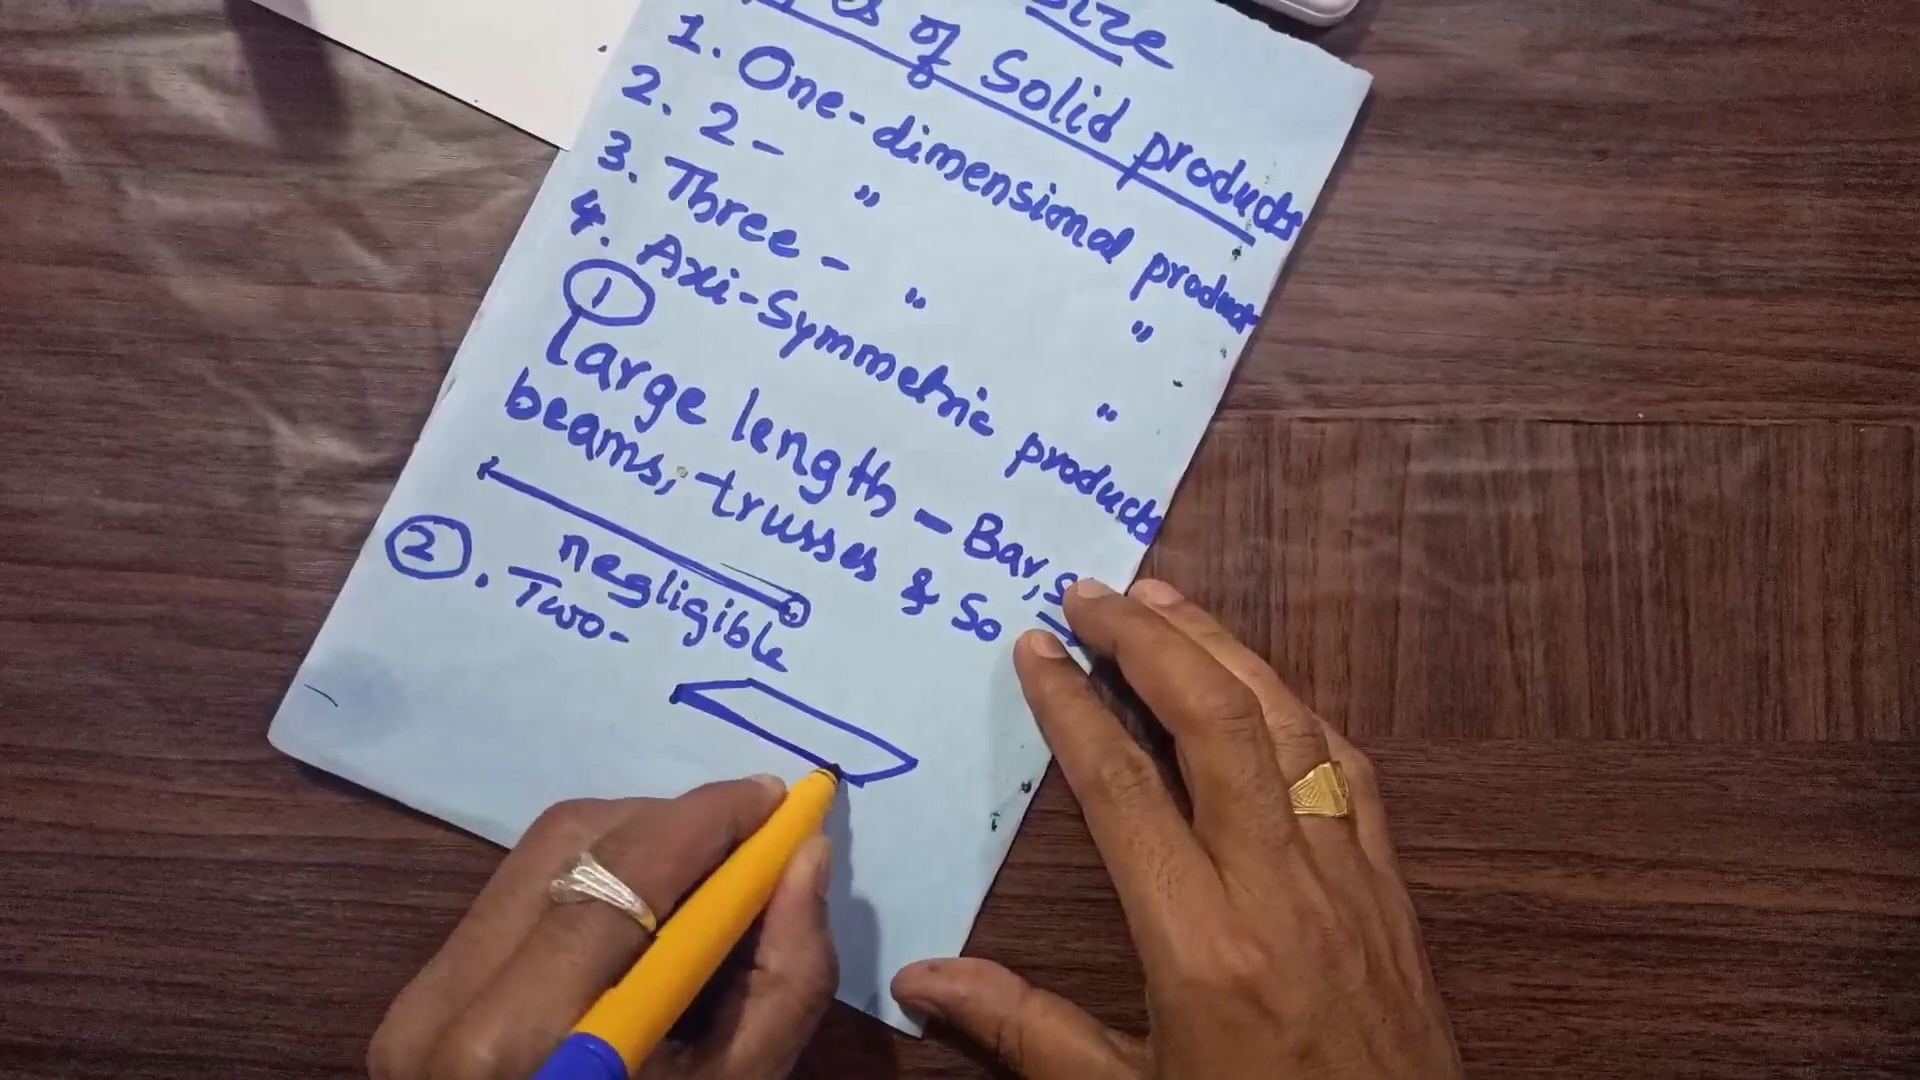 Size
of Solid products
1. One-dimensional product
2. 2- " "
3. Three - " "
4. Axi-Symmetric products
1
Large length - Bar,
beams, trusses & So
negligible
2. Two-